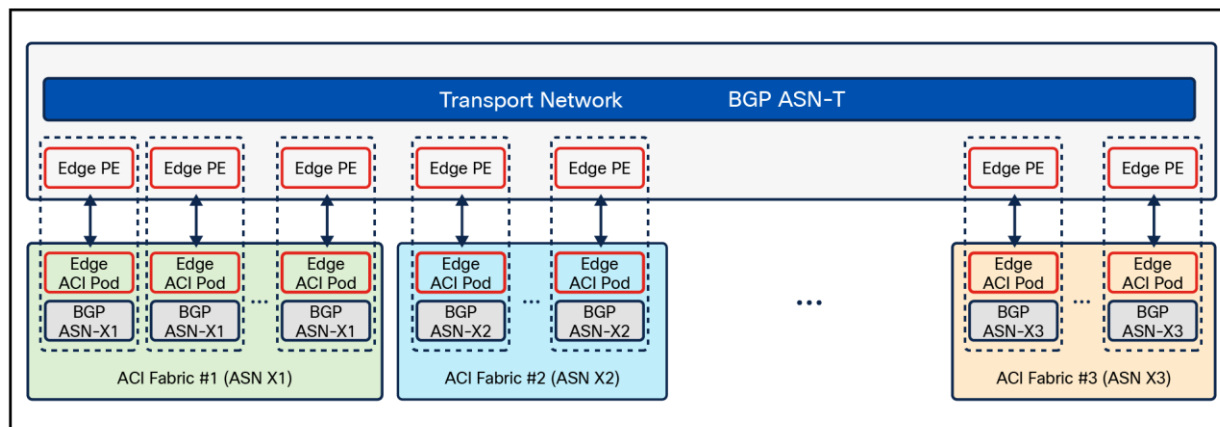 Transport Network BGP ASN-T
Edge PE Edge PE Edge PE Edge PE Edge PE Edge PE Edge PE
Edge Edge Edge Edge Edge Edge Edge
ACI Pod ACI Pod ACI Pod ACI Pod ACI Pod ACI Pod ACI Pod
... ... ... ...
BGP BGP BGP BGP BGP BGP BGP
ASN-X1 ASN-X1 ASN-X1 ASN-X2 ASN-X2 ASN-X3 ASN-X3
ACI Fabric #1 (ASN X1) ACI Fabric #2 (ASN X2) ACI Fabric #3 (ASN X3)